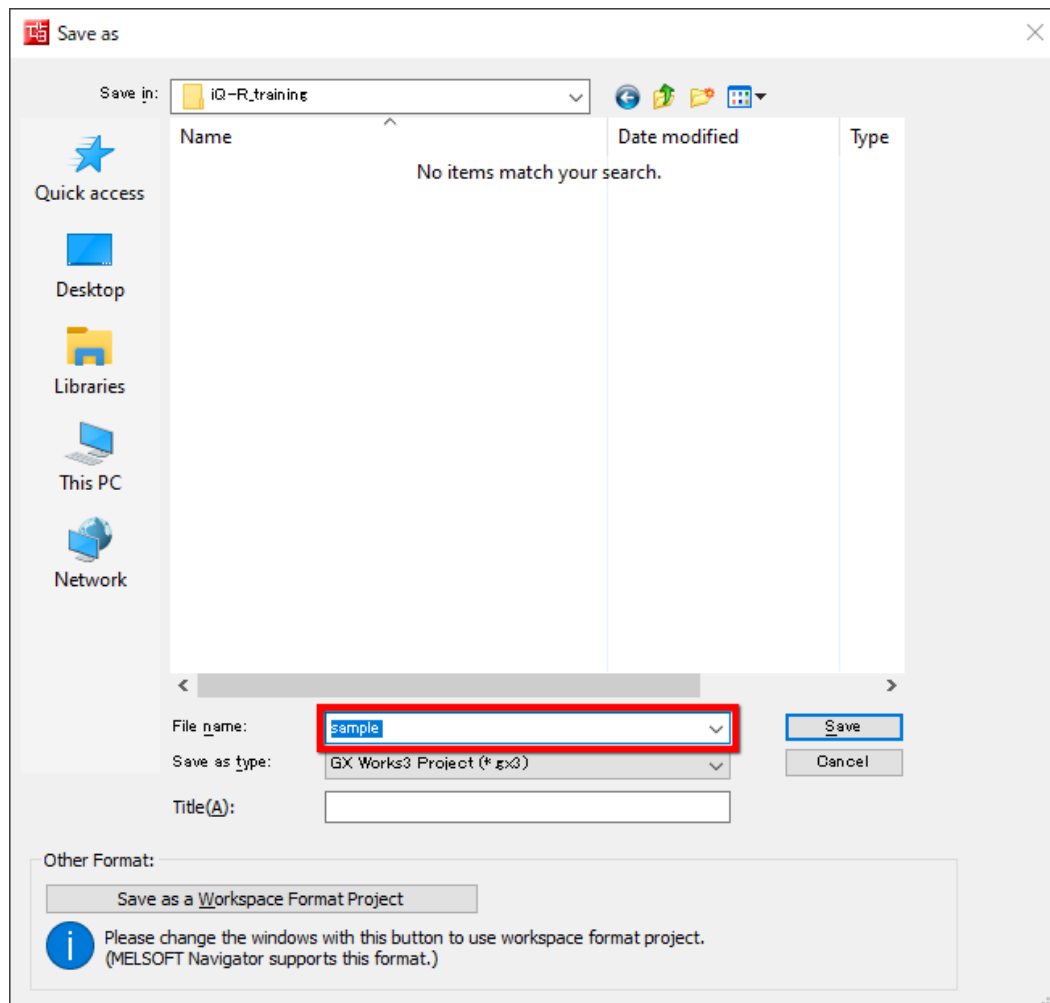 Save as
Save in:
iQ-R_training
Name
Date modified
Type
No items match your search.
Quick access
Desktop
Libraries
This PC
Network
File name:
sample
Save
Save as type:
GX Works3 Project (*.gx3)
Cancel
Title(A):
Other Format:
Save as a Workspace Format Project
Please change the windows with this button to use workspace format project.
(MELSOFT Navigator supports this format.)